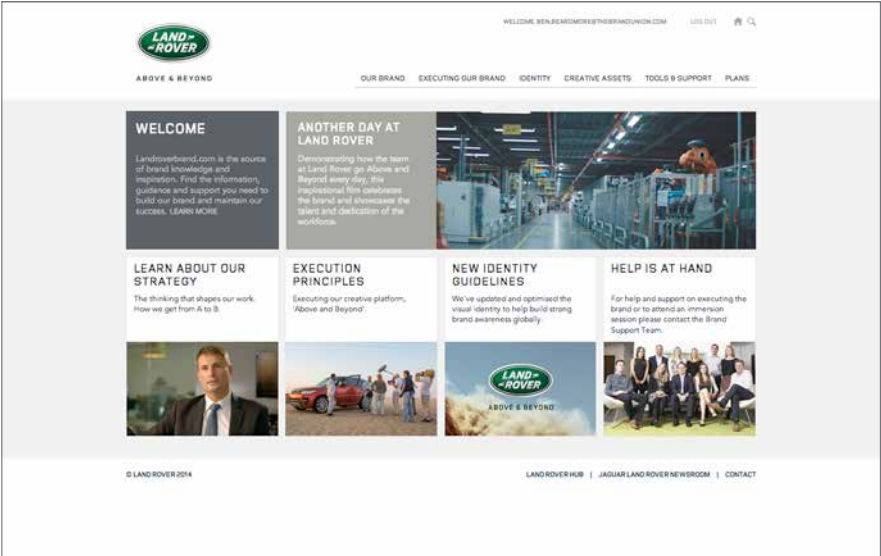 WELCOME, BEN.BEARDMORE@THEBRANDUNION.COM
LOG OUT
LAND-
-ROVER
ABOVE & BEYOND
OUR BRAND EXECUTING OUR BRAND IDENTITY CREATIVE ASSETS TOOLS & SUPPORT PLANS
WELCOME
Landroverbrand.com is the source
of brand knowledge and
inspiration. Find the information,
guidance and support you need to
build our brand and maintain our
success. LEARN MORE
ANOTHER DAY AT
LAND ROVER
Demonstrating how the team
at Land Rover go Above and
Beyond every day, this
inspirational film celebrates
the brand and showcases the
talent and dedication of the
workforce.
LEARN ABOUT OUR
STRATEGY
The thinking that shapes our work.
How we get from A to B.
EXECUTION
PRINCIPLES
Executing our creative platform,
'Above and Beyond'.
NEW IDENTITY
GUIDELINES
We've updated and optimised the
visual identity to help build strong
brand awareness globally.
LAND-
-ROVER
ABOVE & BEYOND
HELP IS AT HAND
For help and support on executing the
brand or to attend an immersion
session please contact the Brand
Support Team.
© LAND ROVER 2014
LAND ROVER HUB | JAGUAR LAND ROVER NEWSROOM | CONTACT